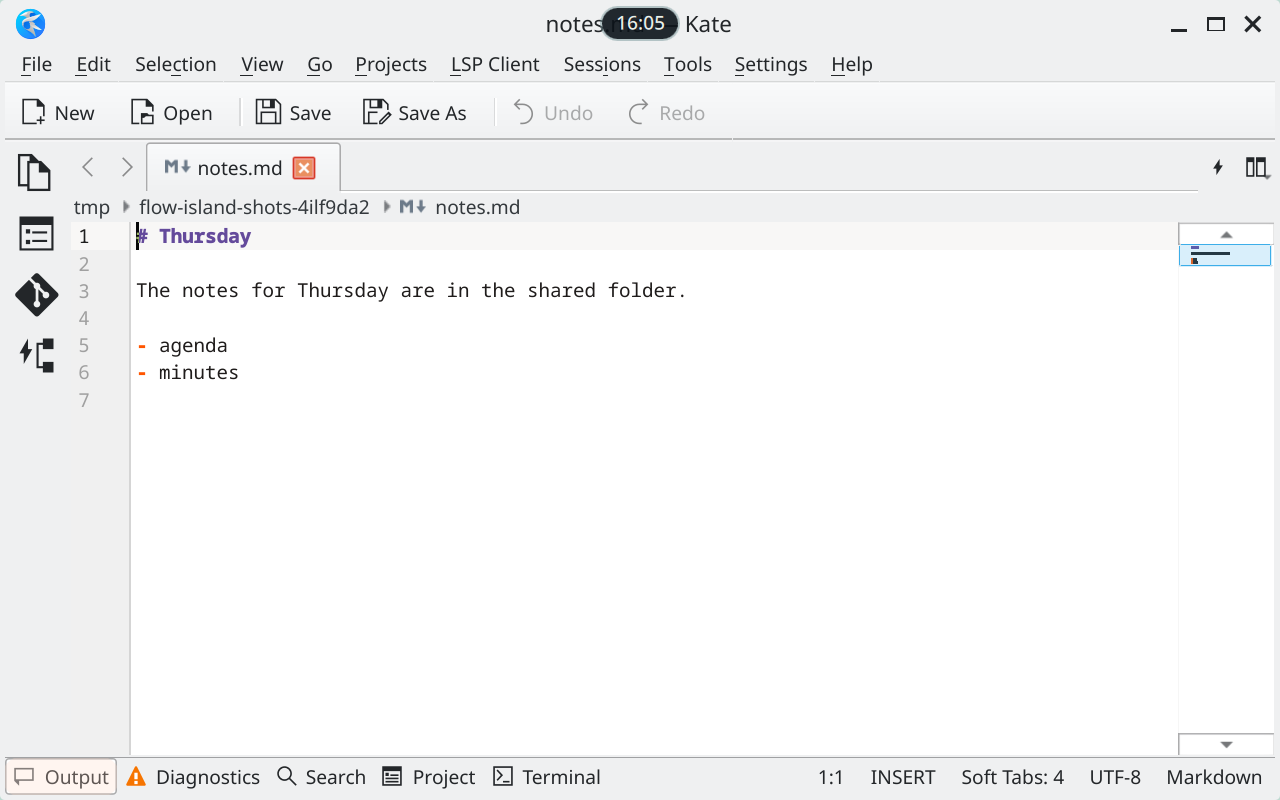 notes
16:05
Kate
File Edit Selection View Go Projects LSP Client Sessions Tools Settings Help
New Open Save Save As Undo Redo
notes.md
tmp flow-island-shots-4ilf9da2 notes.md
1 # Thursday
2
3 The notes for Thursday are in the shared folder.
4
5 - agenda
6 - minutes
7
Output Diagnostics Search Project Terminal 1:1 INSERT Soft Tabs: 4 UTF-8 Markdown